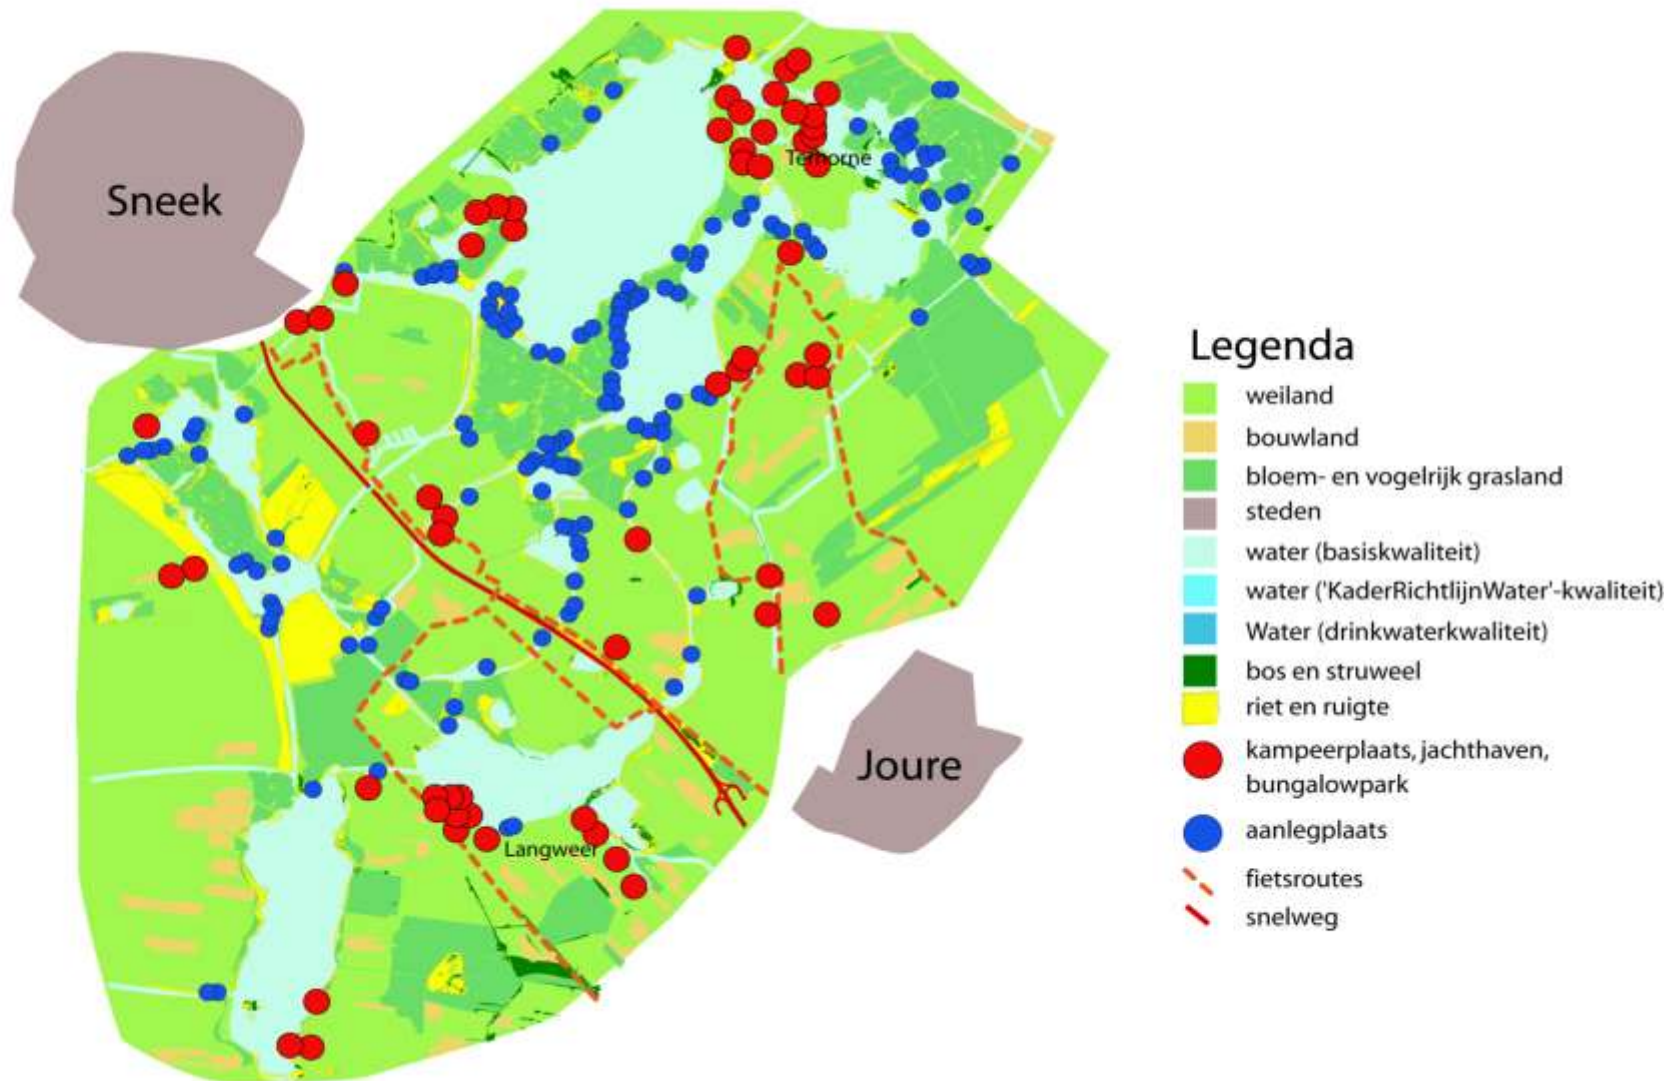 Sneek
Terhorne
Langweer
Joure
Legenda
weiland
bouwland
bloem- en vogelrijk grasland
steden
water (basiskwaliteit)
water ('KaderRichtlijnWater'-kwaliteit)
Water (drinkwaterkwaliteit)
bos en struweel
riet en ruigte
kampeerplaats, jachthaven,
bungalowpark
aanlegplaats
fietsroutes
snelweg